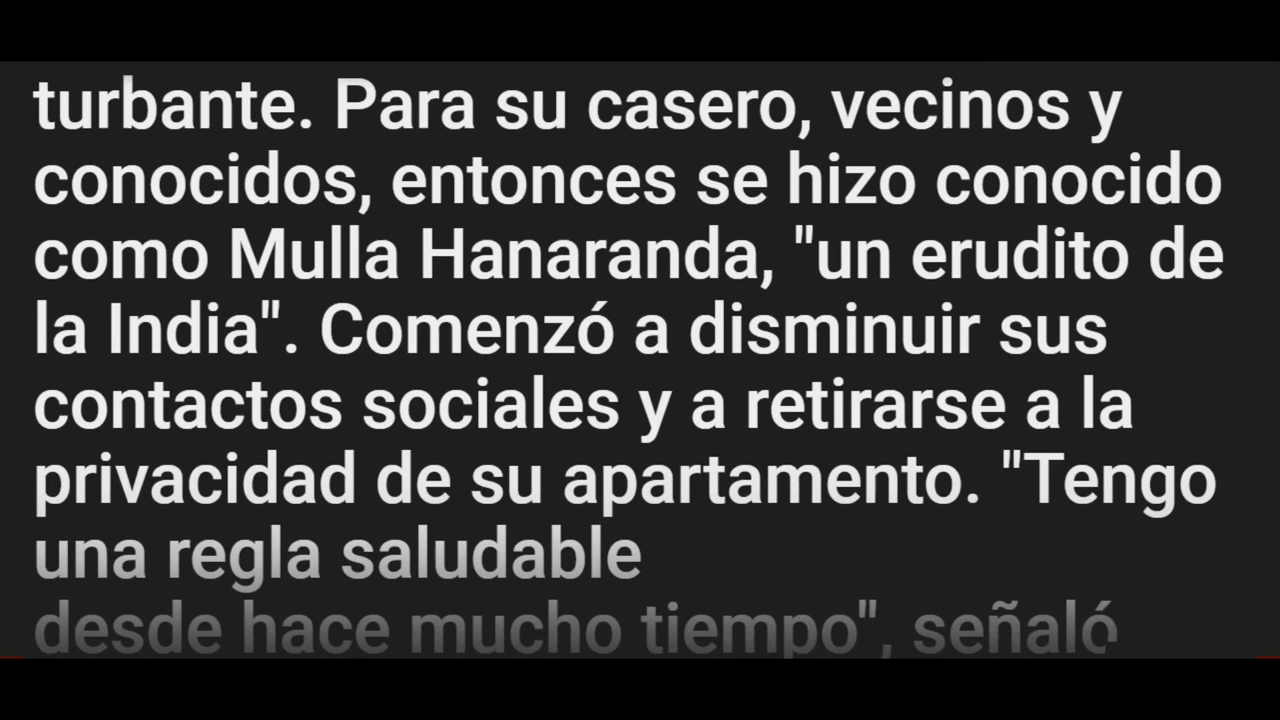 turbante. Para su casero, vecinos y
conocidos, entonces se hizo conocido
como Mulla Hanaranda, "un erudito de
la India". Comenzó a disminuir sus
contactos sociales y a retirarse a la
privacidad de su apartamento. "Tengo
una regla saludable
desde hace mucho tiempo", señaló